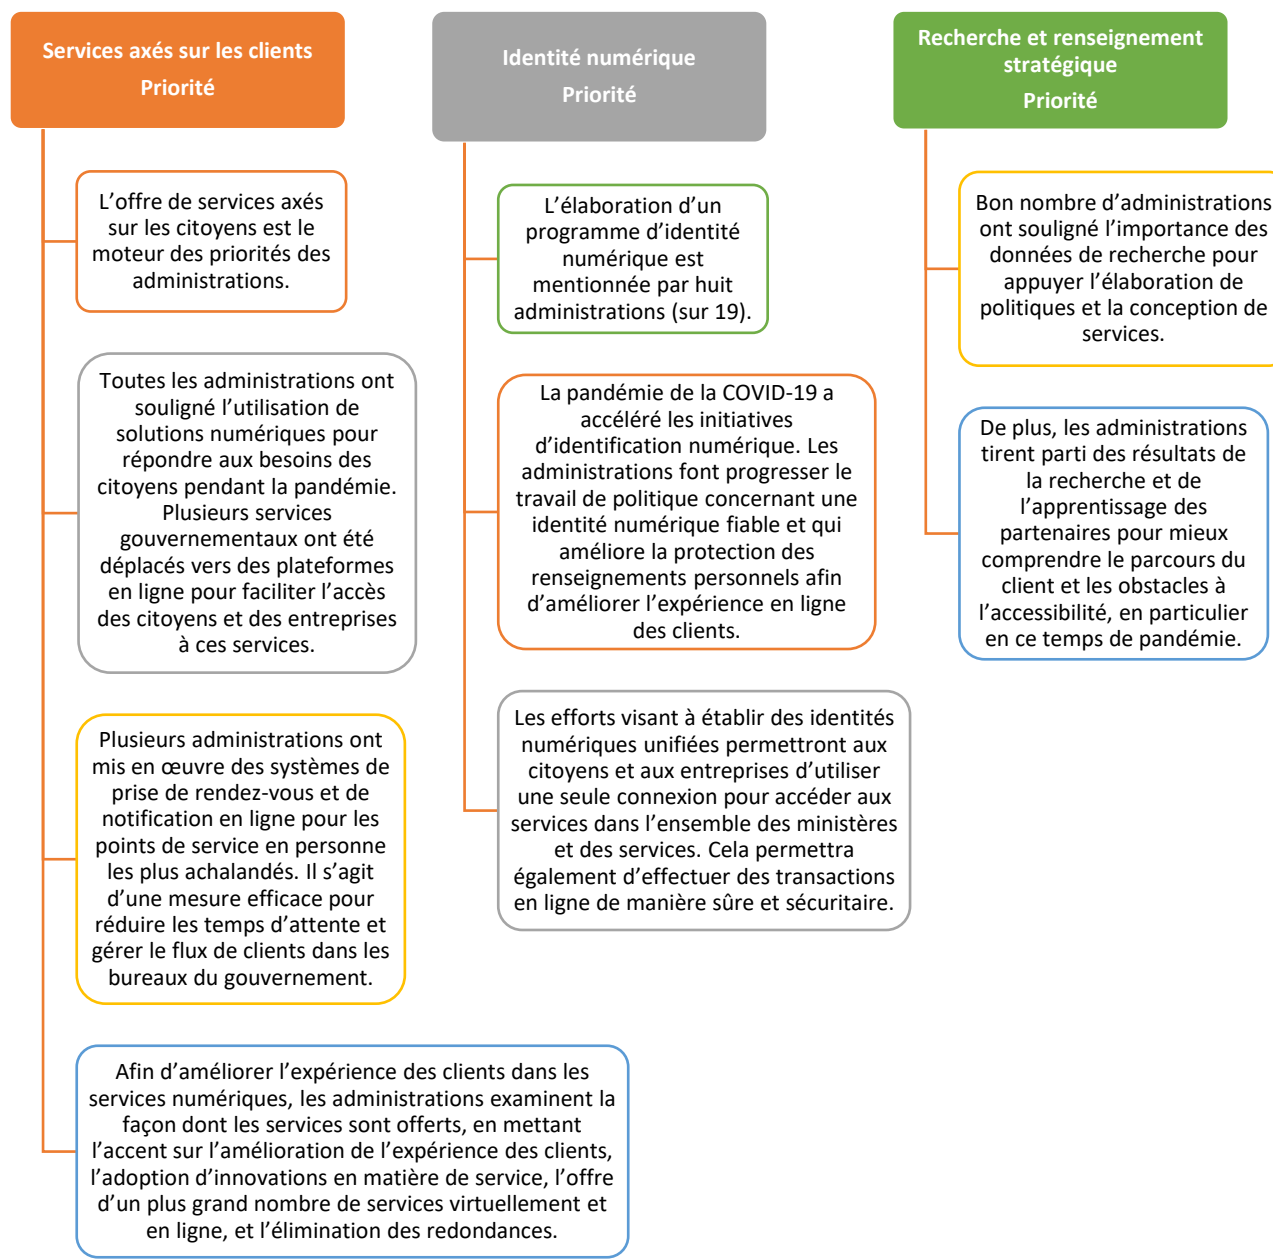 Services axés sur les clients
Priorité
L’offre de services axés
sur les citoyens est le
moteur des priorités des
administrations.
Toutes les administrations ont
souligné l’utilisation de
solutions numériques pour
répondre aux besoins des
citoyens pendant la pandémie.
Plusieurs services
gouvernementaux ont été
déplacés vers des plateformes
en ligne pour faciliter l’accès
des citoyens et des entreprises
à ces services.
Plusieurs administrations ont
mis en œuvre des systèmes de
prise de rendez-vous et de
notification en ligne pour les
points de service en personne
les plus achalandés. Il s’agit
d’une mesure efficace pour
réduire les temps d’attente et
gérer le flux de clients dans les
bureaux du gouvernement.
Afin d’améliorer l’expérience des clients dans les
services numériques, les administrations examinent la
façon dont les services sont offerts, en mettant
l’accent sur l’amélioration de l’expérience des clients,
l’adoption d’innovations en matière de service, l’offre
d’un plus grand nombre de services virtuellement et
en ligne, et l’élimination des redondances.
Identité numérique
Priorité
L’élaboration d’un
programme d’identité
numérique est
mentionnée par huit
administrations (sur 19).
La pandémie de la COVID-19 a
accéléré les initiatives
d’identification numérique. Les
administrations font progresser le
travail de politique concernant une
identité numérique fiable et qui
améliore la protection des
renseignements personnels afin
d’améliorer l’expérience en ligne
des clients.
Les efforts visant à établir des identités
numériques unifiées permettront aux
citoyens et aux entreprises d’utiliser
une seule connexion pour accéder aux
services dans l’ensemble des ministères
et des services. Cela permettra
également d’effectuer des transactions
en ligne de manière sûre et sécuritaire.
Recherche et renseignement
stratégique
Priorité
Bon nombre d’administrations
ont souligné l’importance des
données de recherche pour
appuyer l’élaboration de
politiques et la conception de
services.
De plus, les administrations
tirent parti des résultats de
la recherche et de
l’apprentissage des
partenaires pour mieux
comprendre le parcours du
client et les obstacles à
l’accessibilité, en particulier
en ce temps de pandémie.